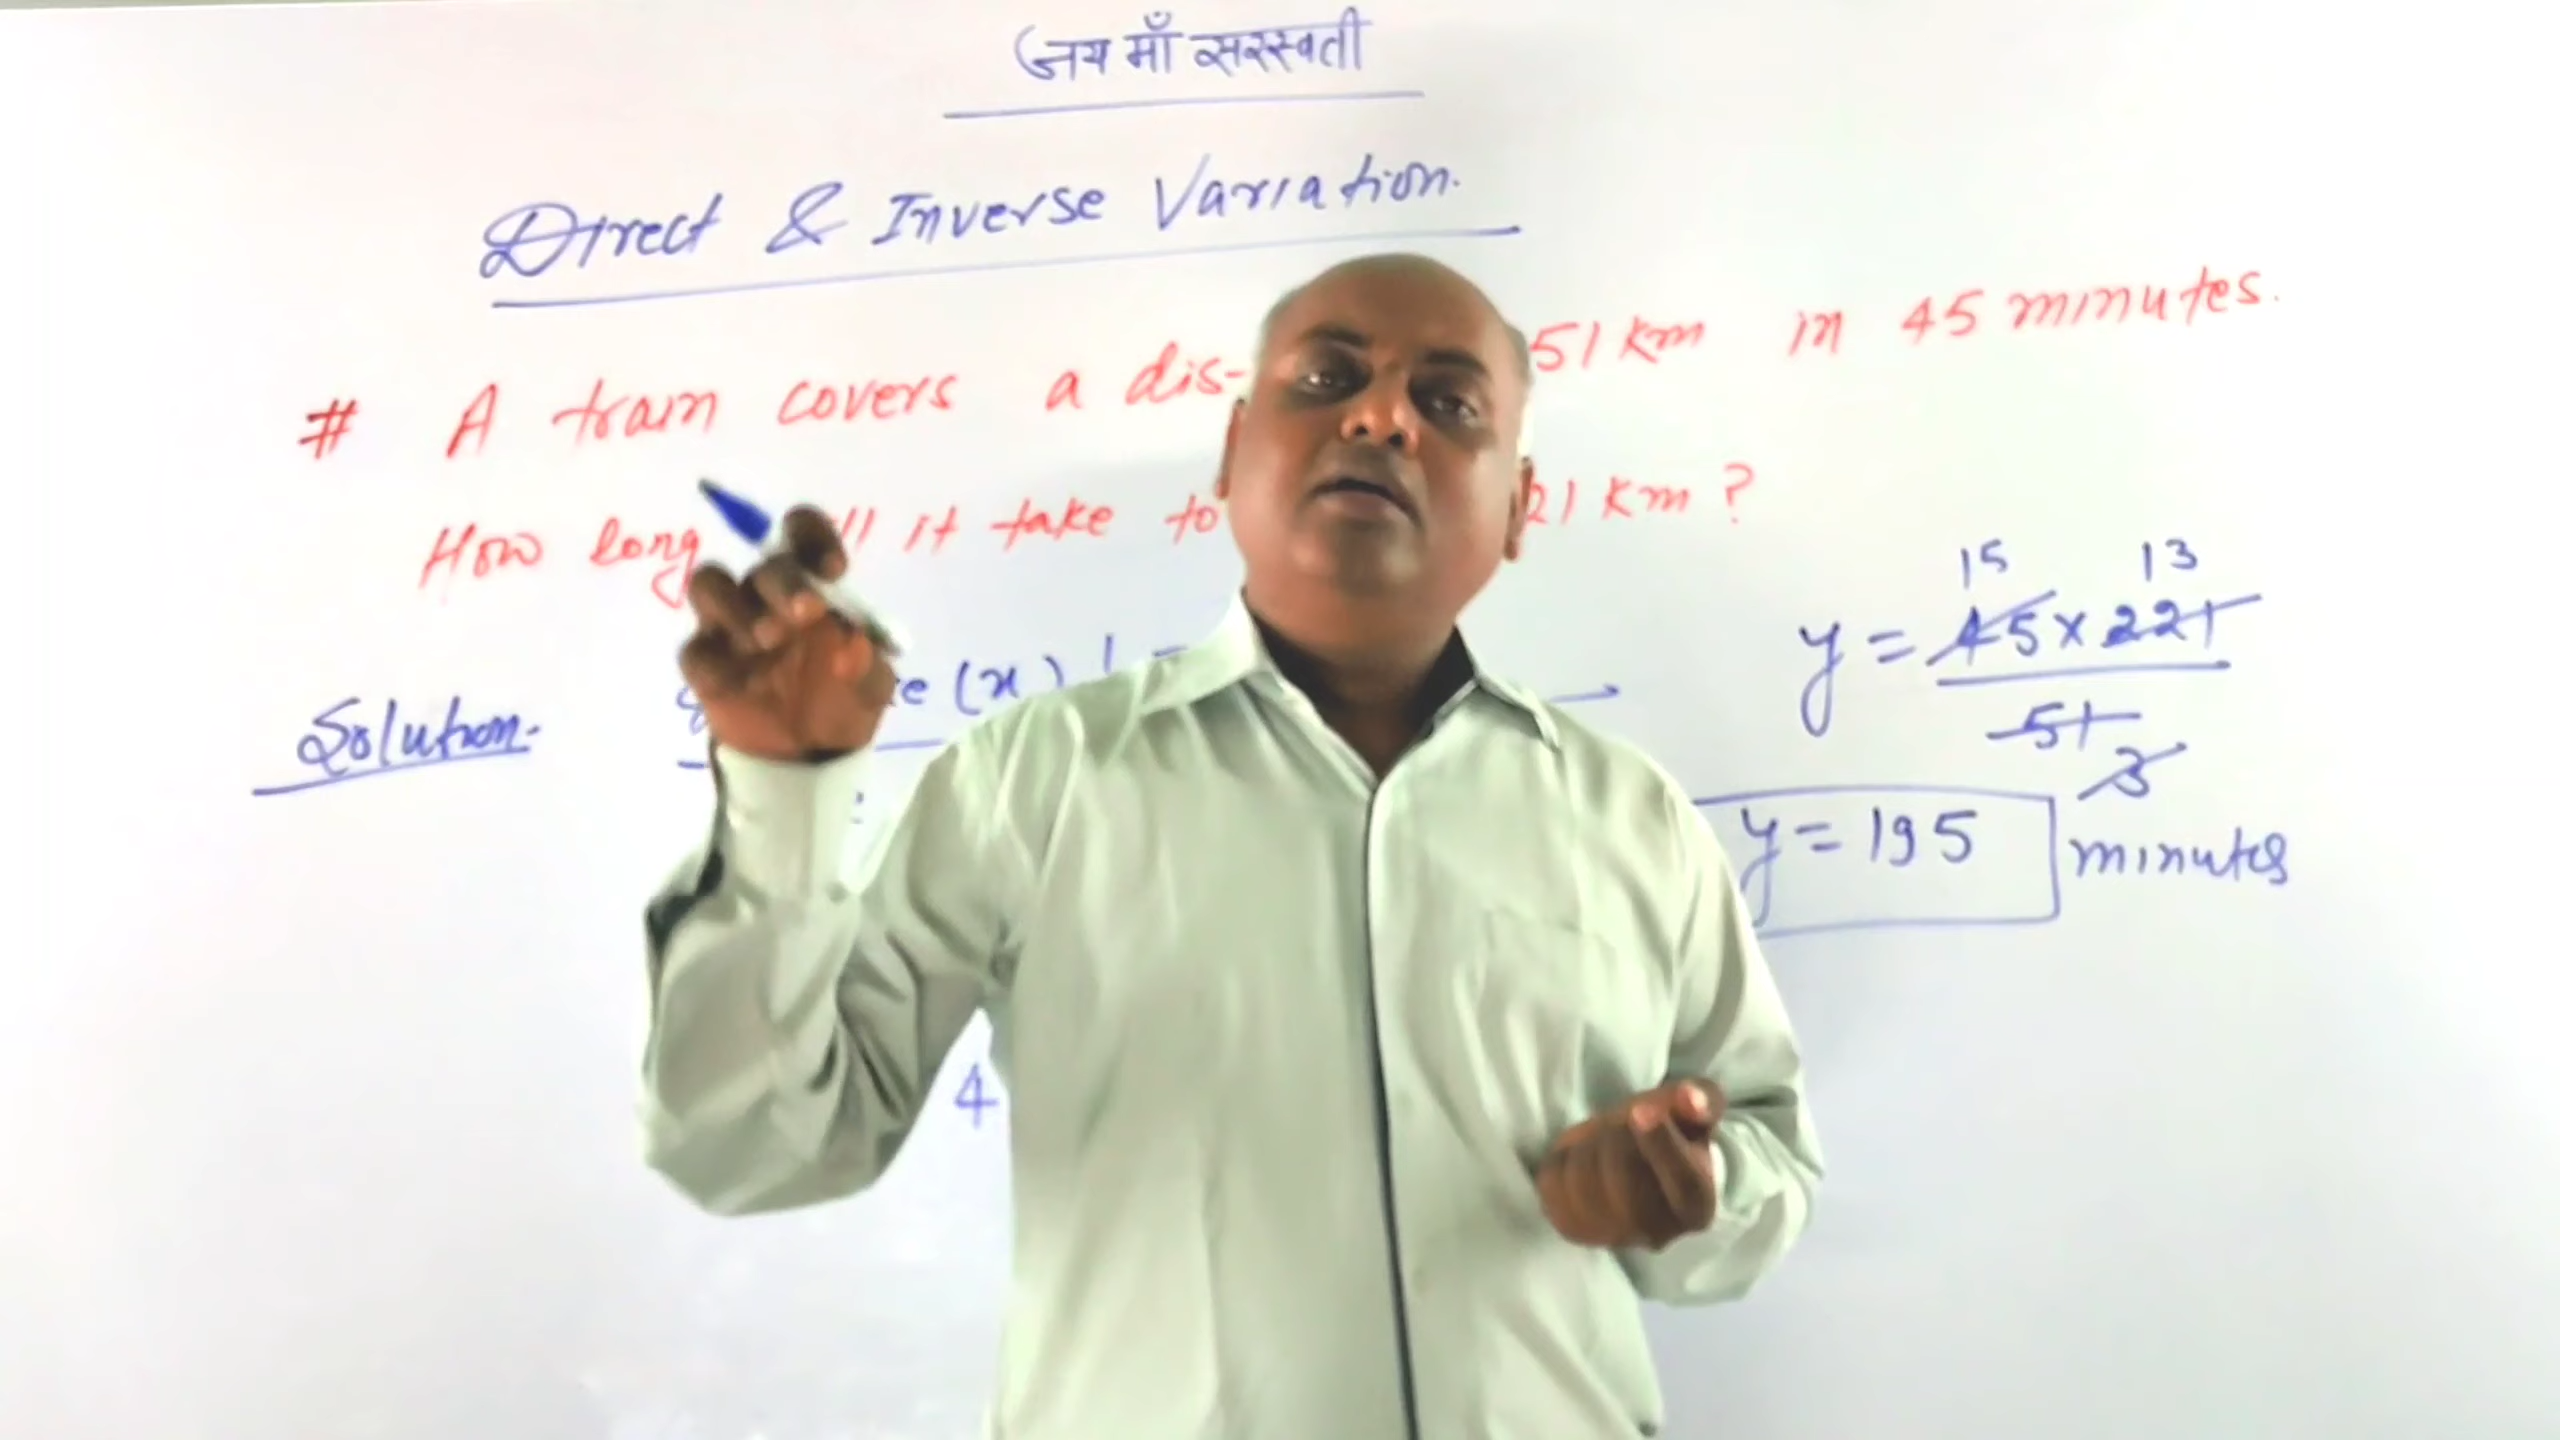 जय माँ सरस्वती
Direct & Inverse Variation.
# A train covers a dis- 51 km in 45 minutes.
How long it take to 21 km ?
15 13
y = 45 x 221
51
3
Solution. (x)
y = 195 minutes
4